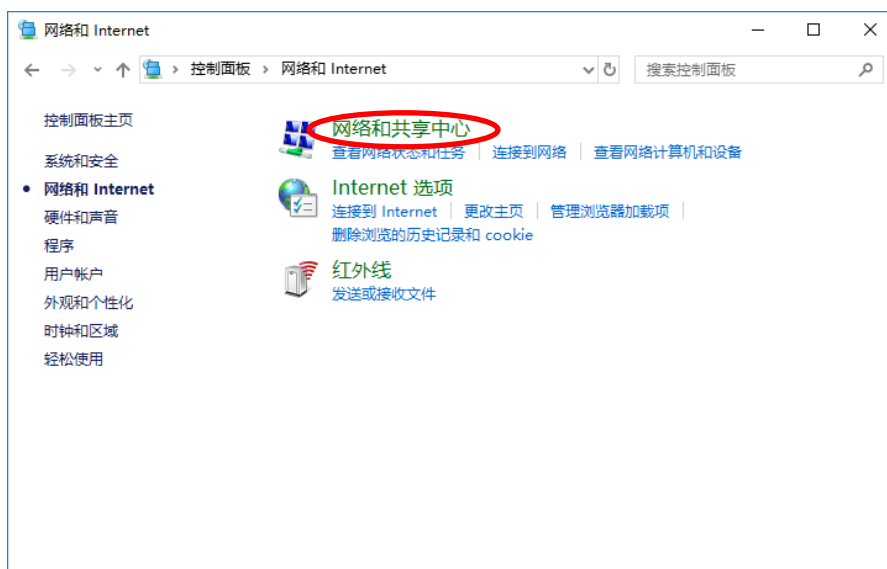 网络和 Internet
控制面板 › 网络和 Internet
搜索控制面板
控制面板主页
系统和安全
网络和 Internet
硬件和声音
程序
用户帐户
外观和个性化
时钟和区域
轻松使用
网络和共享中心
查看网络状态和任务 连接到网络 查看网络计算机和设备
Internet 选项
连接到 Internet 更改主页 管理浏览器加载项
删除浏览的历史记录和 cookie
红外线
发送或接收文件